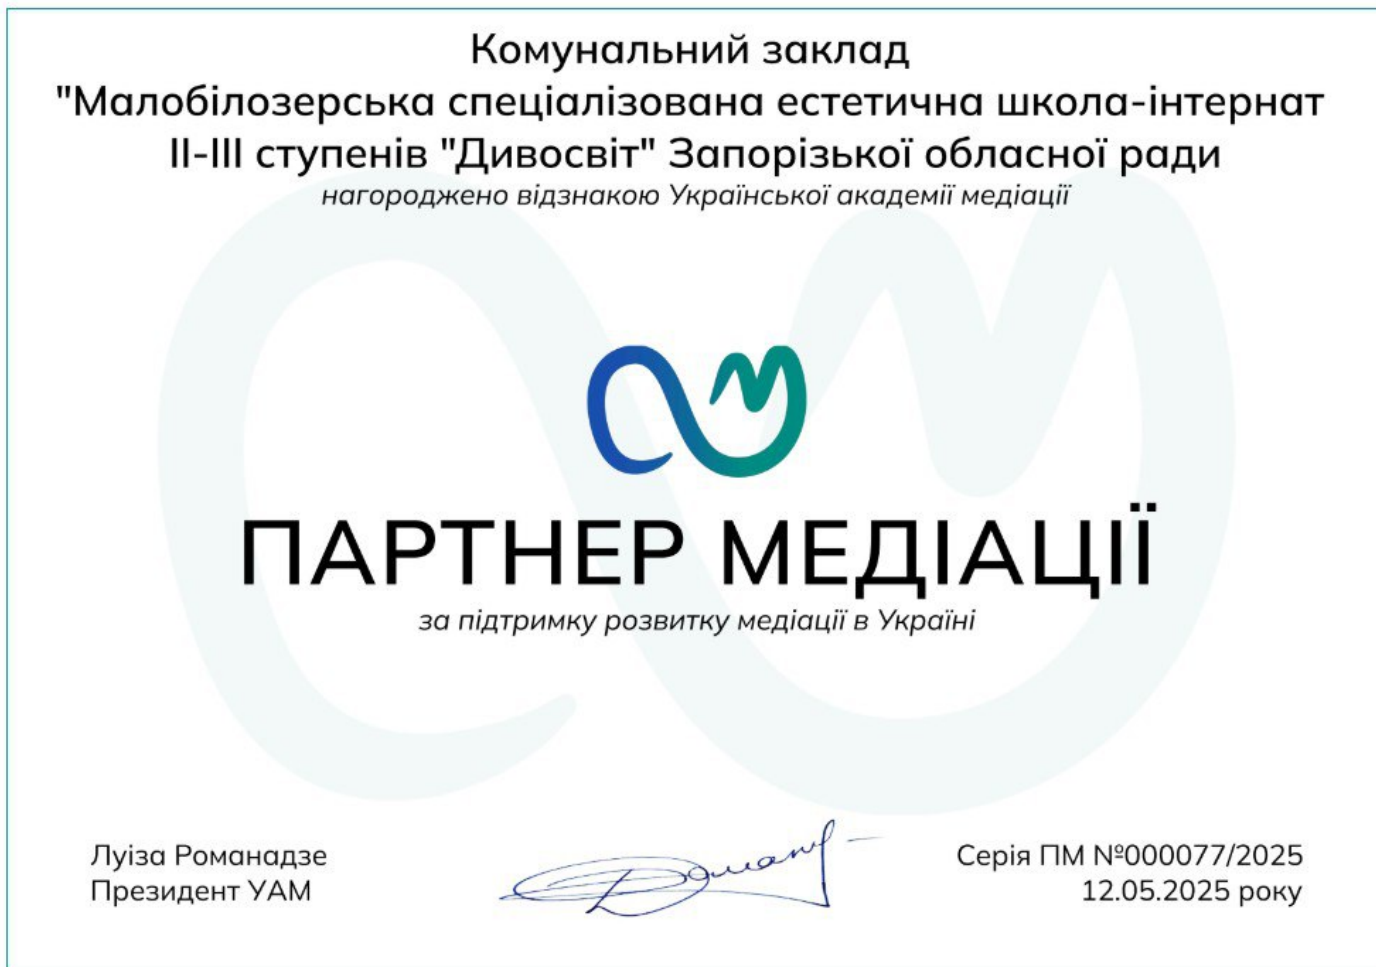 Комунальний заклад
"Малобілозерська спеціалізована естетична школа-інтернат
ІІ-ІІІ ступенів "Дивосвіт" Запорізької обласної ради
нагороджено відзнакою Української академії медіації
ПАРТНЕР МЕДІАЦІЇ
за підтримку розвитку медіації в Україні
Луїза Романадзе
Президент УАМ
Серія ПМ №000077/2025
12.05.2025 року